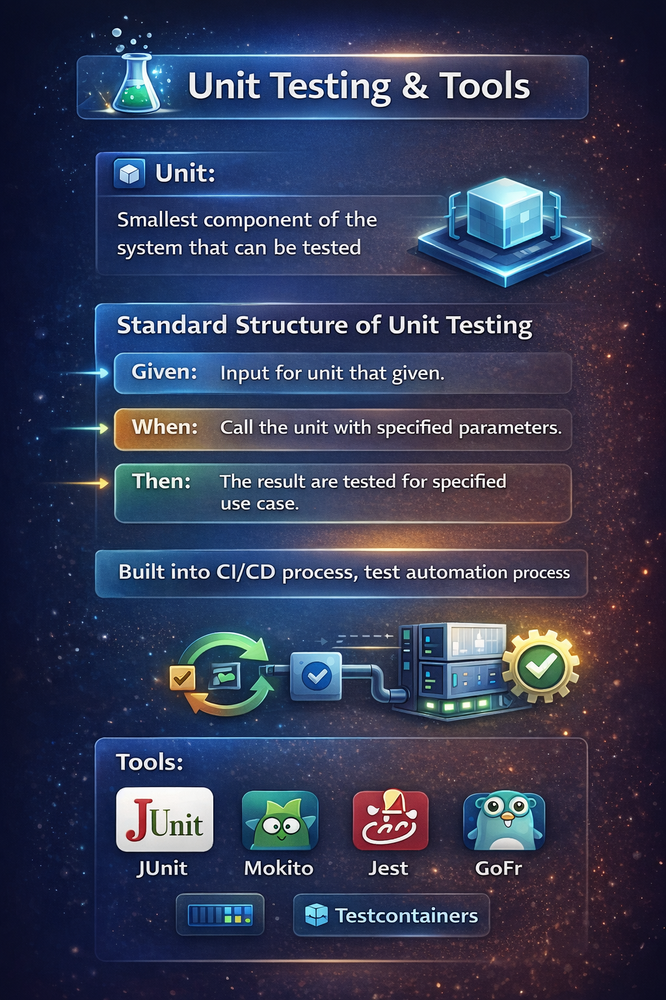 Unit Testing & Tools
Unit:
Smallest component of the
system that can be tested
Standard Structure of Unit Testing
Given: Input for unit that given.
When: Call the unit with specified parameters.
Then: The result are tested for specified
use case.
Built into CI/CD process, test automation process
Tools:
JUnit
JUnit Mokito Jest GoFr
Testcontainers